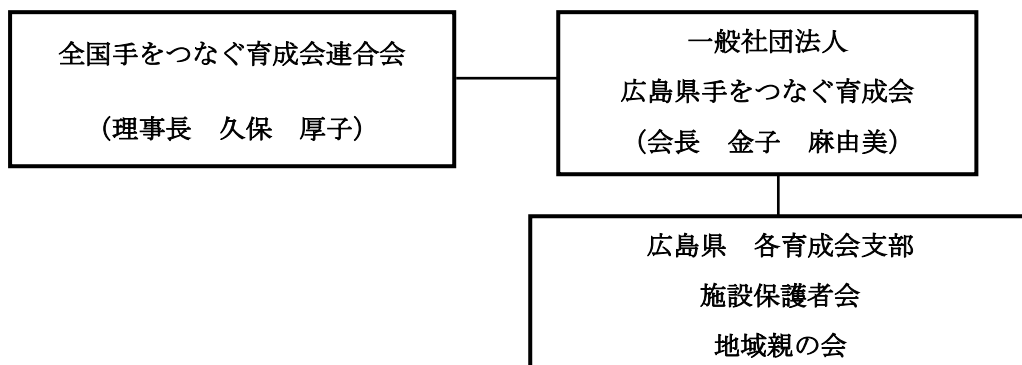 全国手をつなぐ育成会連合会
（理事長　久保　厚子）
一般社団法人
広島県手をつなぐ育成会
（会長　金子　麻由美）
広島県　各育成会支部
施設保護者会
地域親の会